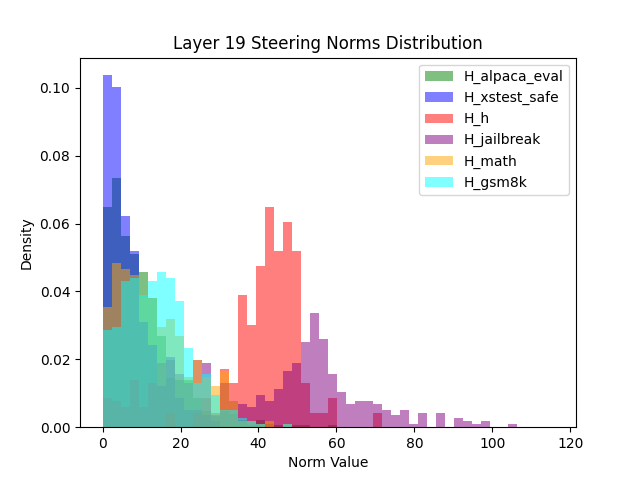 Layer 19 Steering Norms Distribution
H_alpaca_eval
H_xstest_safe
H_h
H_jailbreak
H_math
H_gsm8k
0.10
0.08
0.06
0.04
0.02
0.00
Density
0 20 40 60 80 100 120
Norm Value